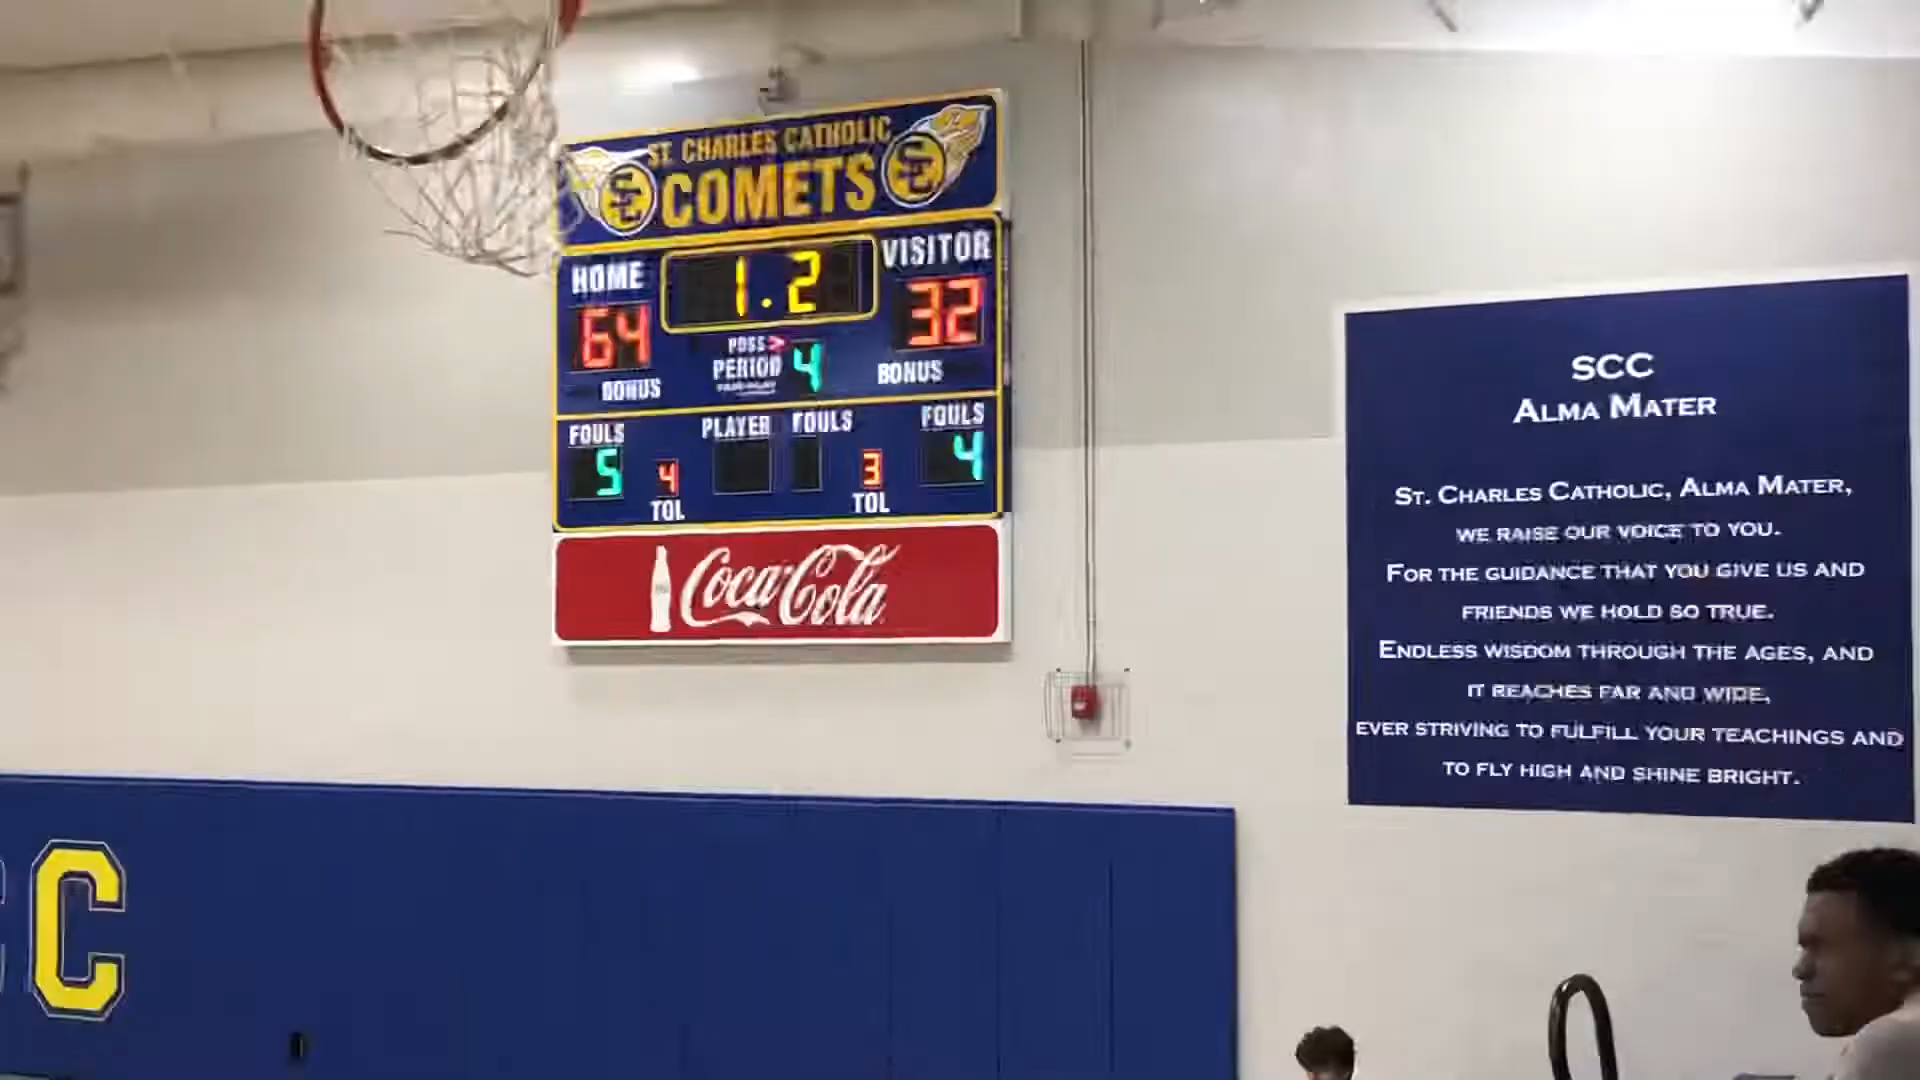 ST. CHARLES CATHOLIC
COMETS
SC
SC
HOME
1.2
VISITOR
64
32
POSS >
PERIOD 4
BONUS
BONUS
FOULS
PLAYER FOULS
FOULS
5
4
3
4
TOL
TOL
Coca-Cola
C
SCC
ALMA MATER
ST. CHARLES CATHOLIC, ALMA MATER,
WE RAISE OUR VOICE TO YOU.
FOR THE GUIDANCE THAT YOU GIVE US AND
FRIENDS WE HOLD SO TRUE.
ENDLESS WISDOM THROUGH THE AGES, AND
IT REACHES FAR AND WIDE,
EVER STRIVING TO FULFILL YOUR TEACHINGS AND
TO FLY HIGH AND SHINE BRIGHT.